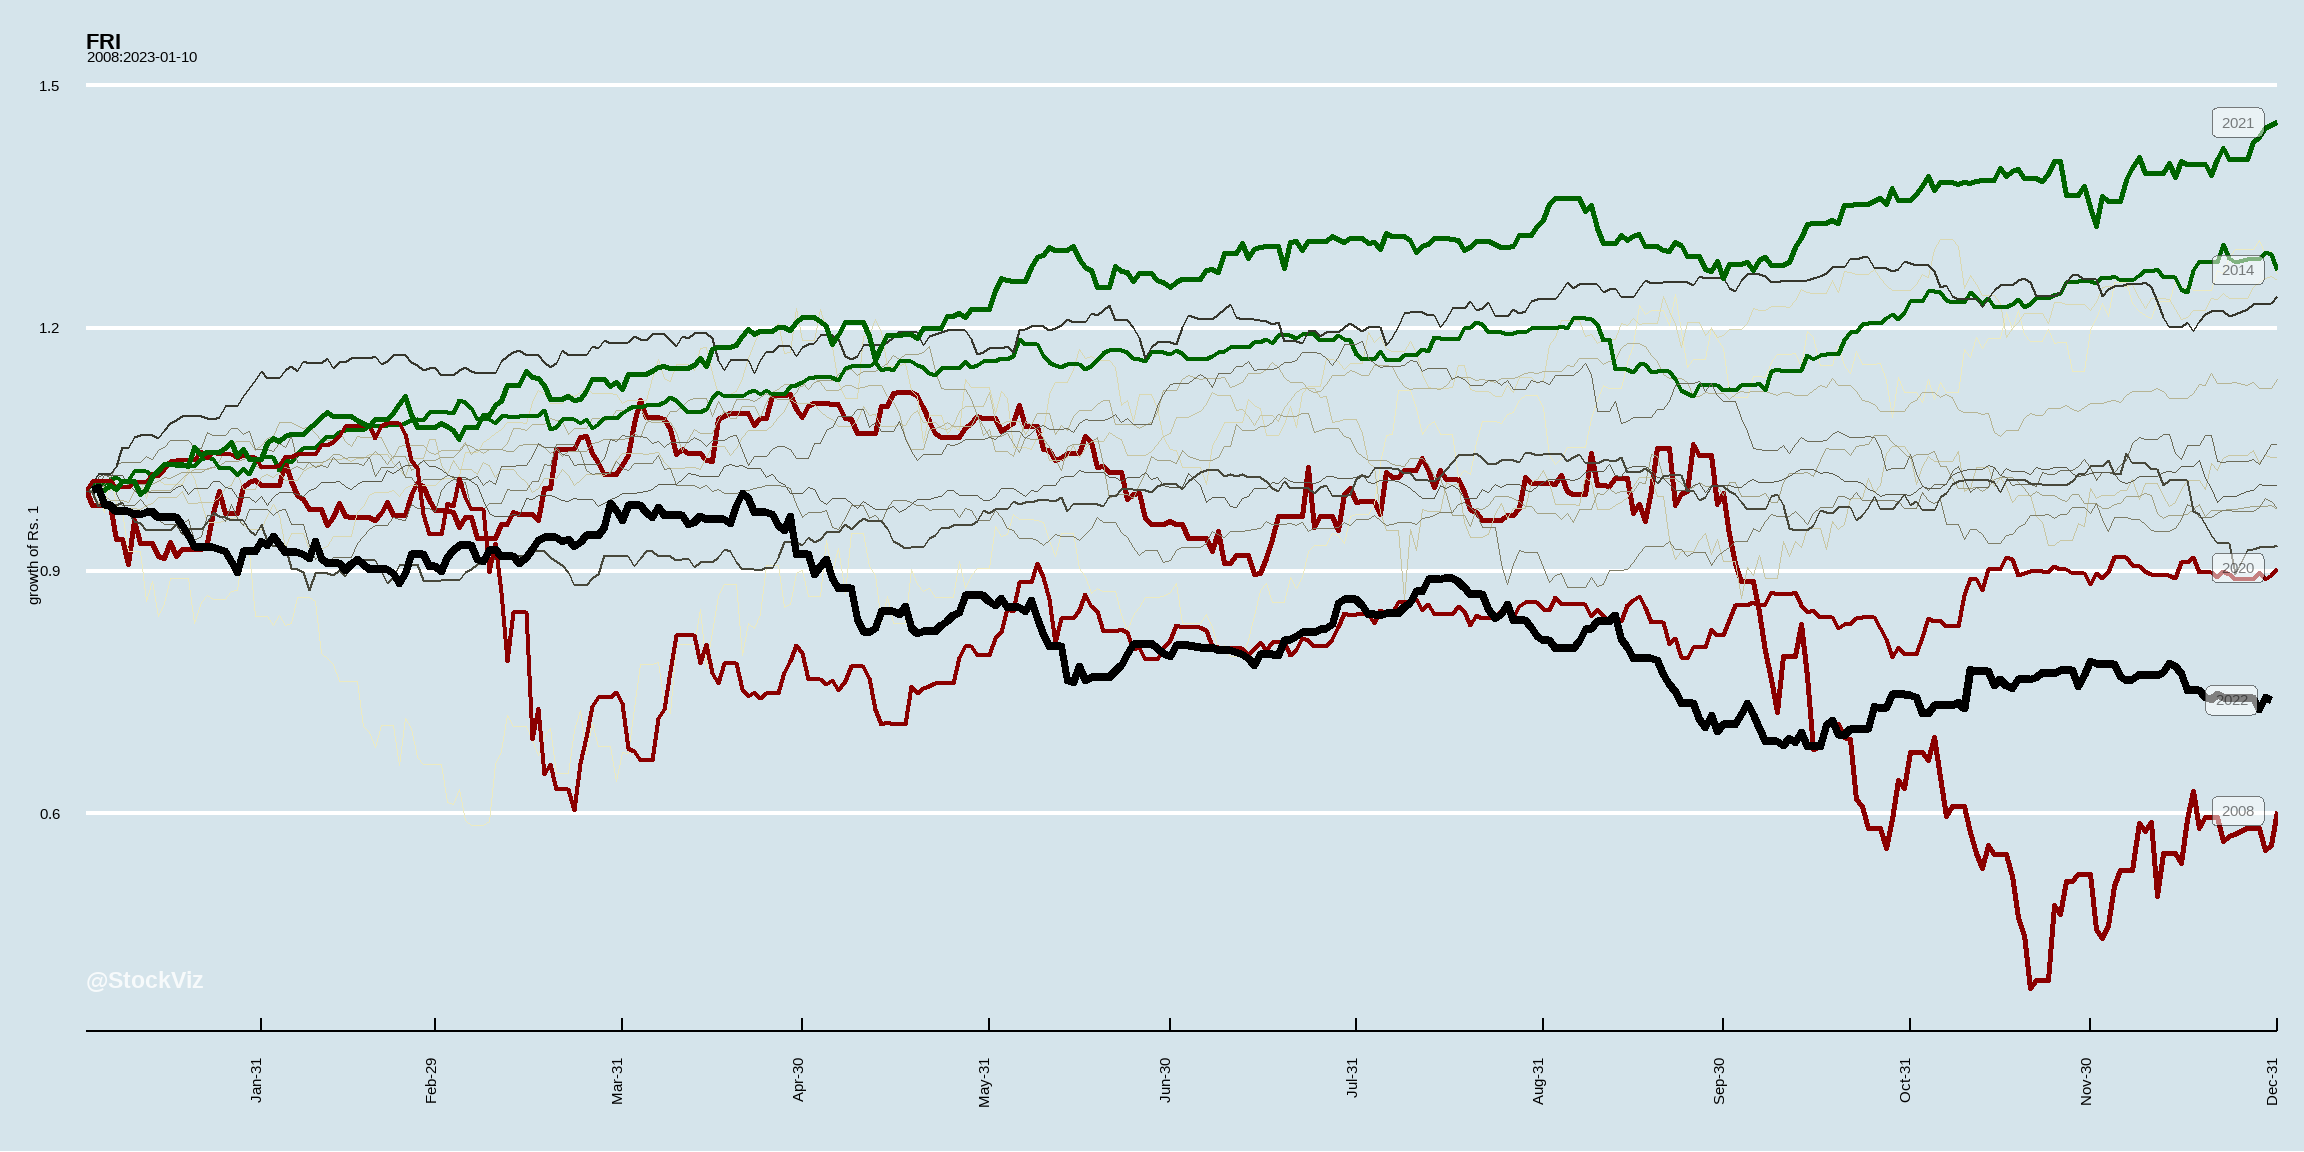 FRI
2008:2023-01-10
1.5
1.2
0.9
0.6
growth of Rs. 1
2021
2014
2020
2022
2008
@StockViz
Jan-31
Feb-29
Mar-31
Apr-30
May-31
Jun-30
Jul-31
Aug-31
Sep-30
Oct-31
Nov-30
Dec-31